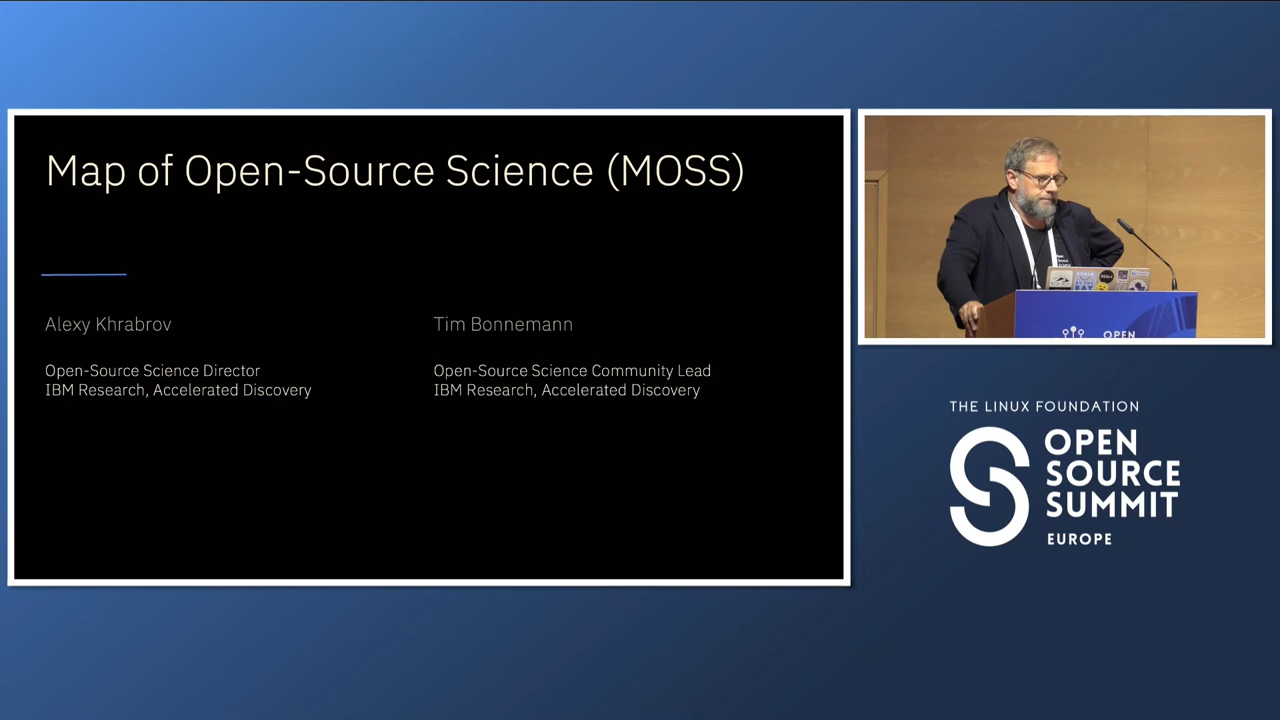 Map of Open-Source Science (MOSS)
Alexy Khrabrov
Open-Source Science Director
IBM Research, Accelerated Discovery
Tim Bonnemann
Open-Source Science Community Lead
IBM Research, Accelerated Discovery
OPEN
THE LINUX FOUNDATION
OPEN
SOURCE
SUMMIT
EUROPE